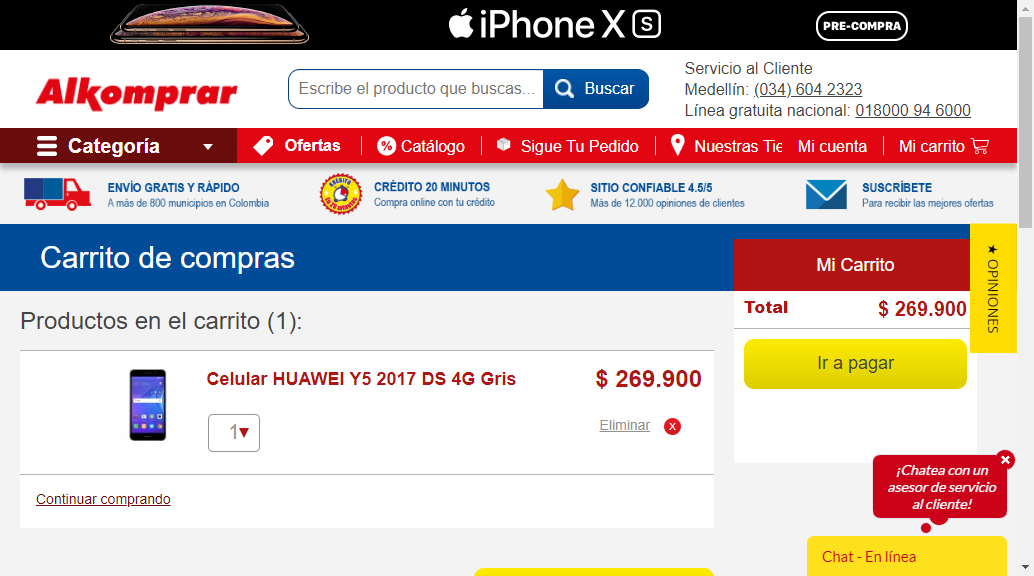 iPhone XS
PRE-COMPRA
Alkomprar
Escribe el producto que buscas...
Buscar
Servicio al Cliente
Medellín: (034) 604 2323
Línea gratuita nacional: 018000 94 6000
Categoría
Ofertas
Catálogo
Sigue Tu Pedido
Nuestras Tie
Mi cuenta
Mi carrito
ENVÍO GRATIS Y RÁPIDO
A más de 800 municipios en Colombia
CRÉDITO 20 MINUTOS
Compra online con tu crédito
SITIO CONFIABLE 4.5/5
Más de 12.000 opiniones de clientes
SUSCRÍBETE
Para recibir las mejores ofertas
Carrito de compras
Mi Carrito
★ OPINIONES
Total
$ 269.900
Ir a pagar
Productos en el carrito (1):
Celular HUAWEI Y5 2017 DS 4G Gris
$ 269.900
1
Eliminar
x
Continuar comprando
¡Chatea con un
asesor de servicio
al cliente!
Chat - En línea